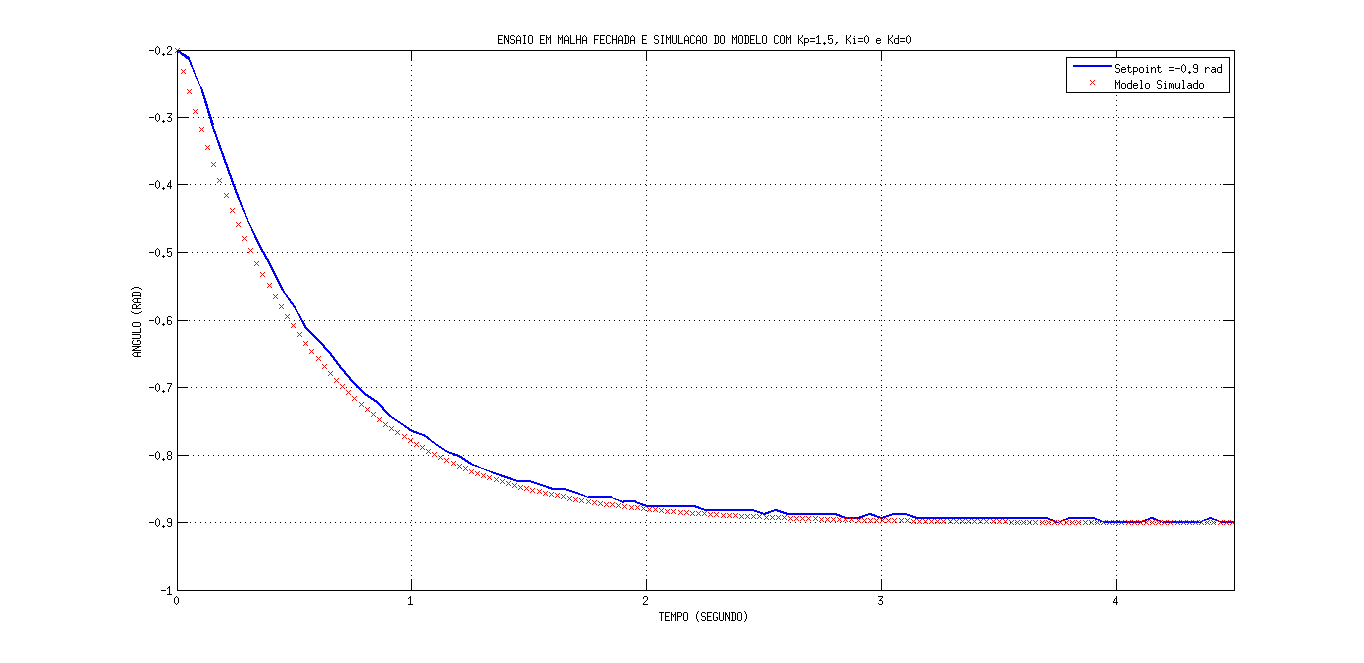 ENSAIO EM MALHA FECHADA E SIMULACAO DO MODELO COM Kp=1.5, Ki=0 e Kd=0
Setpoint =-0.9 rad
Modelo Simulado
-0.2
-0.3
-0.4
-0.5
-0.6
-0.7
-0.8
-0.9
-1
ANGULO (RAD)
0
1
2
3
4
TEMPO (SEGUNDO)